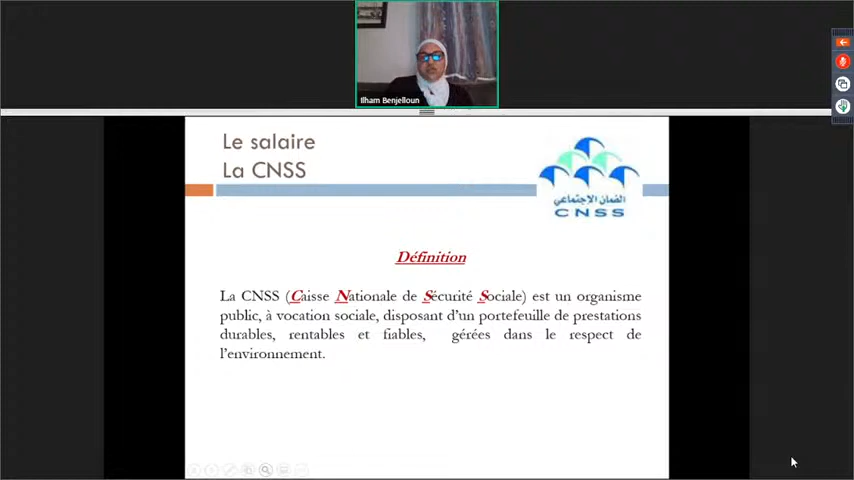 Ilham Benjelloun
Le salaire
La CNSS
الضمان الإجتماعي
CNSS
Définition
La CNSS (Caisse Nationale de Sécurité Sociale) est un organisme
public, à vocation sociale, disposant d'un portefeuille de prestations
durables, rentables et fiables, gérées dans le respect de
l'environnement.